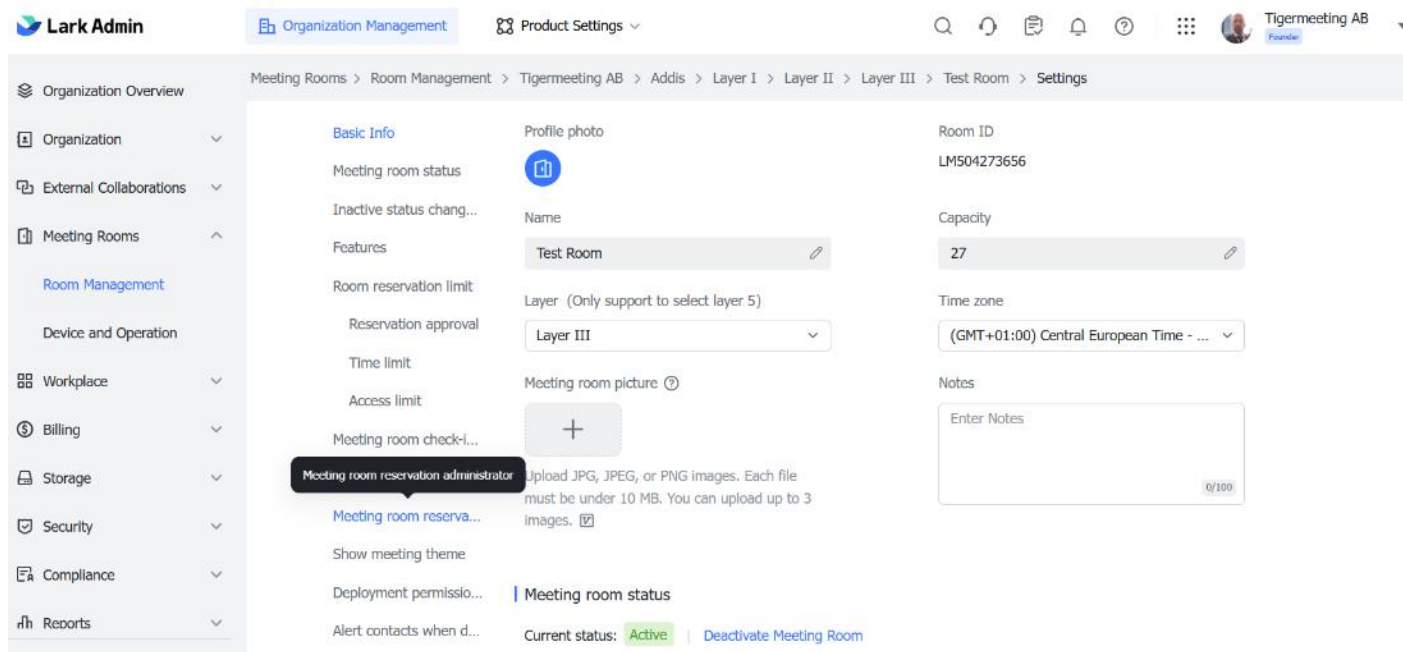 Lark Admin
Organization Management
Product Settings
Tigermeeting AB
Founder
Organization Overview
Organization
External Collaborations
Meeting Rooms
Room Management
Device and Operation
Workplace
Billing
Storage
Security
Compliance
Reports
Meeting Rooms > Room Management > Tigermeeting AB > Addis > Layer I > Layer II > Layer III > Test Room > Settings
Basic Info
Meeting room status
Inactive status chang...
Features
Room reservation limit
Reservation approval
Time limit
Access limit
Meeting room check-i...
Meeting room reservation administrator
Meeting room reserva...
Show meeting theme
Deployment permissio...
Alert contacts when d...
Profile photo
Room ID
LM504273656
Name
Test Room
Capacity
27
Layer (Only support to select layer 5)
Layer III
Time zone
(GMT+01:00) Central European Time - ...
Meeting room picture
Upload JPG, JPEG, or PNG images. Each file
must be under 10 MB. You can upload up to 3
images.
Notes
Enter Notes
0/100
Meeting room status
Current status: Active | Deactivate Meeting Room